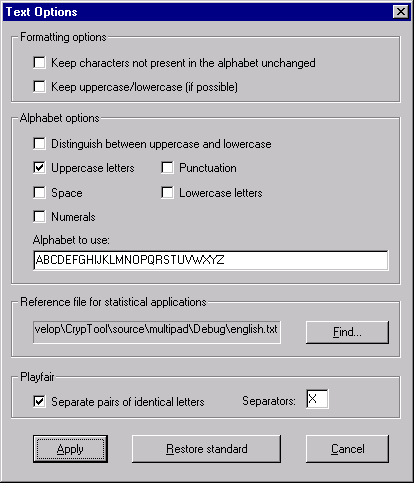 Text Options
Formatting options
Keep characters not present in the alphabet unchanged
Keep uppercase/lowercase (if possible)
Alphabet options
Distinguish between uppercase and lowercase
Uppercase letters Punctuation
Space Lowercase letters
Numerals
Alphabet to use:
ABCDEFGHIJKLMNOPQRSTUVWXYZ
Reference file for statistical applications
velop\CrypTool\source\multipad\Debug\english.txt Find...
Playfair
Separate pairs of identical letters Separators: X
Apply Restore standard Cancel